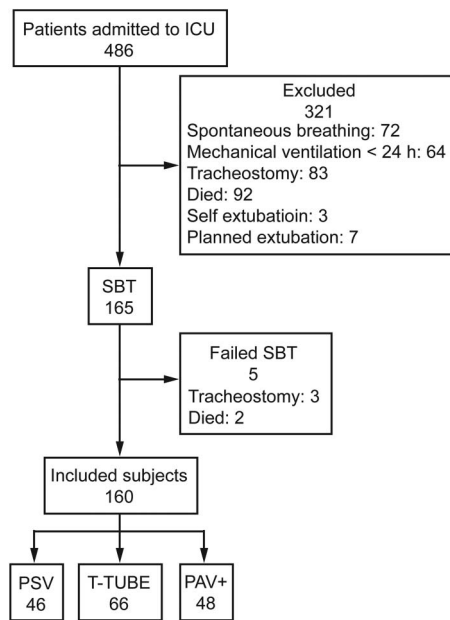 Patients admitted to ICU
486
Excluded
321
Spontaneous breathing: 72
Mechanical ventilation < 24 h: 64
Tracheostomy: 83
Died: 92
Self extubatioin: 3
Planned extubation: 7
SBT
165
Failed SBT
5
Tracheostomy: 3
Died: 2
Included subjects
160
PSV
46
T-TUBE
66
PAV+
48